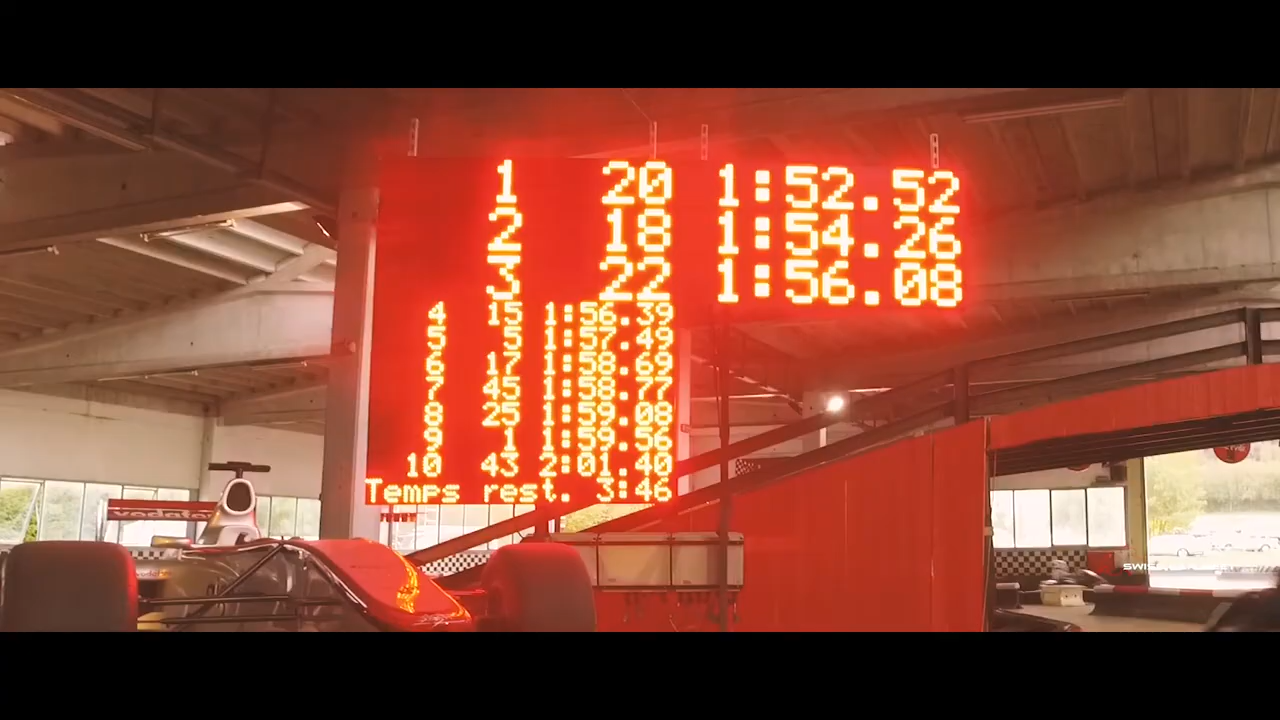 1 20 1:52.52
2 18 1:54.26
3 22 1:56.08
4 15 1:56.39
5 5 1:57.49
6 17 1:58.69
7 45 1:58.77
8 25 1:59.08
9 1 1:59.56
10 43 2:01.40
Temps rest. 3:46
vodafone